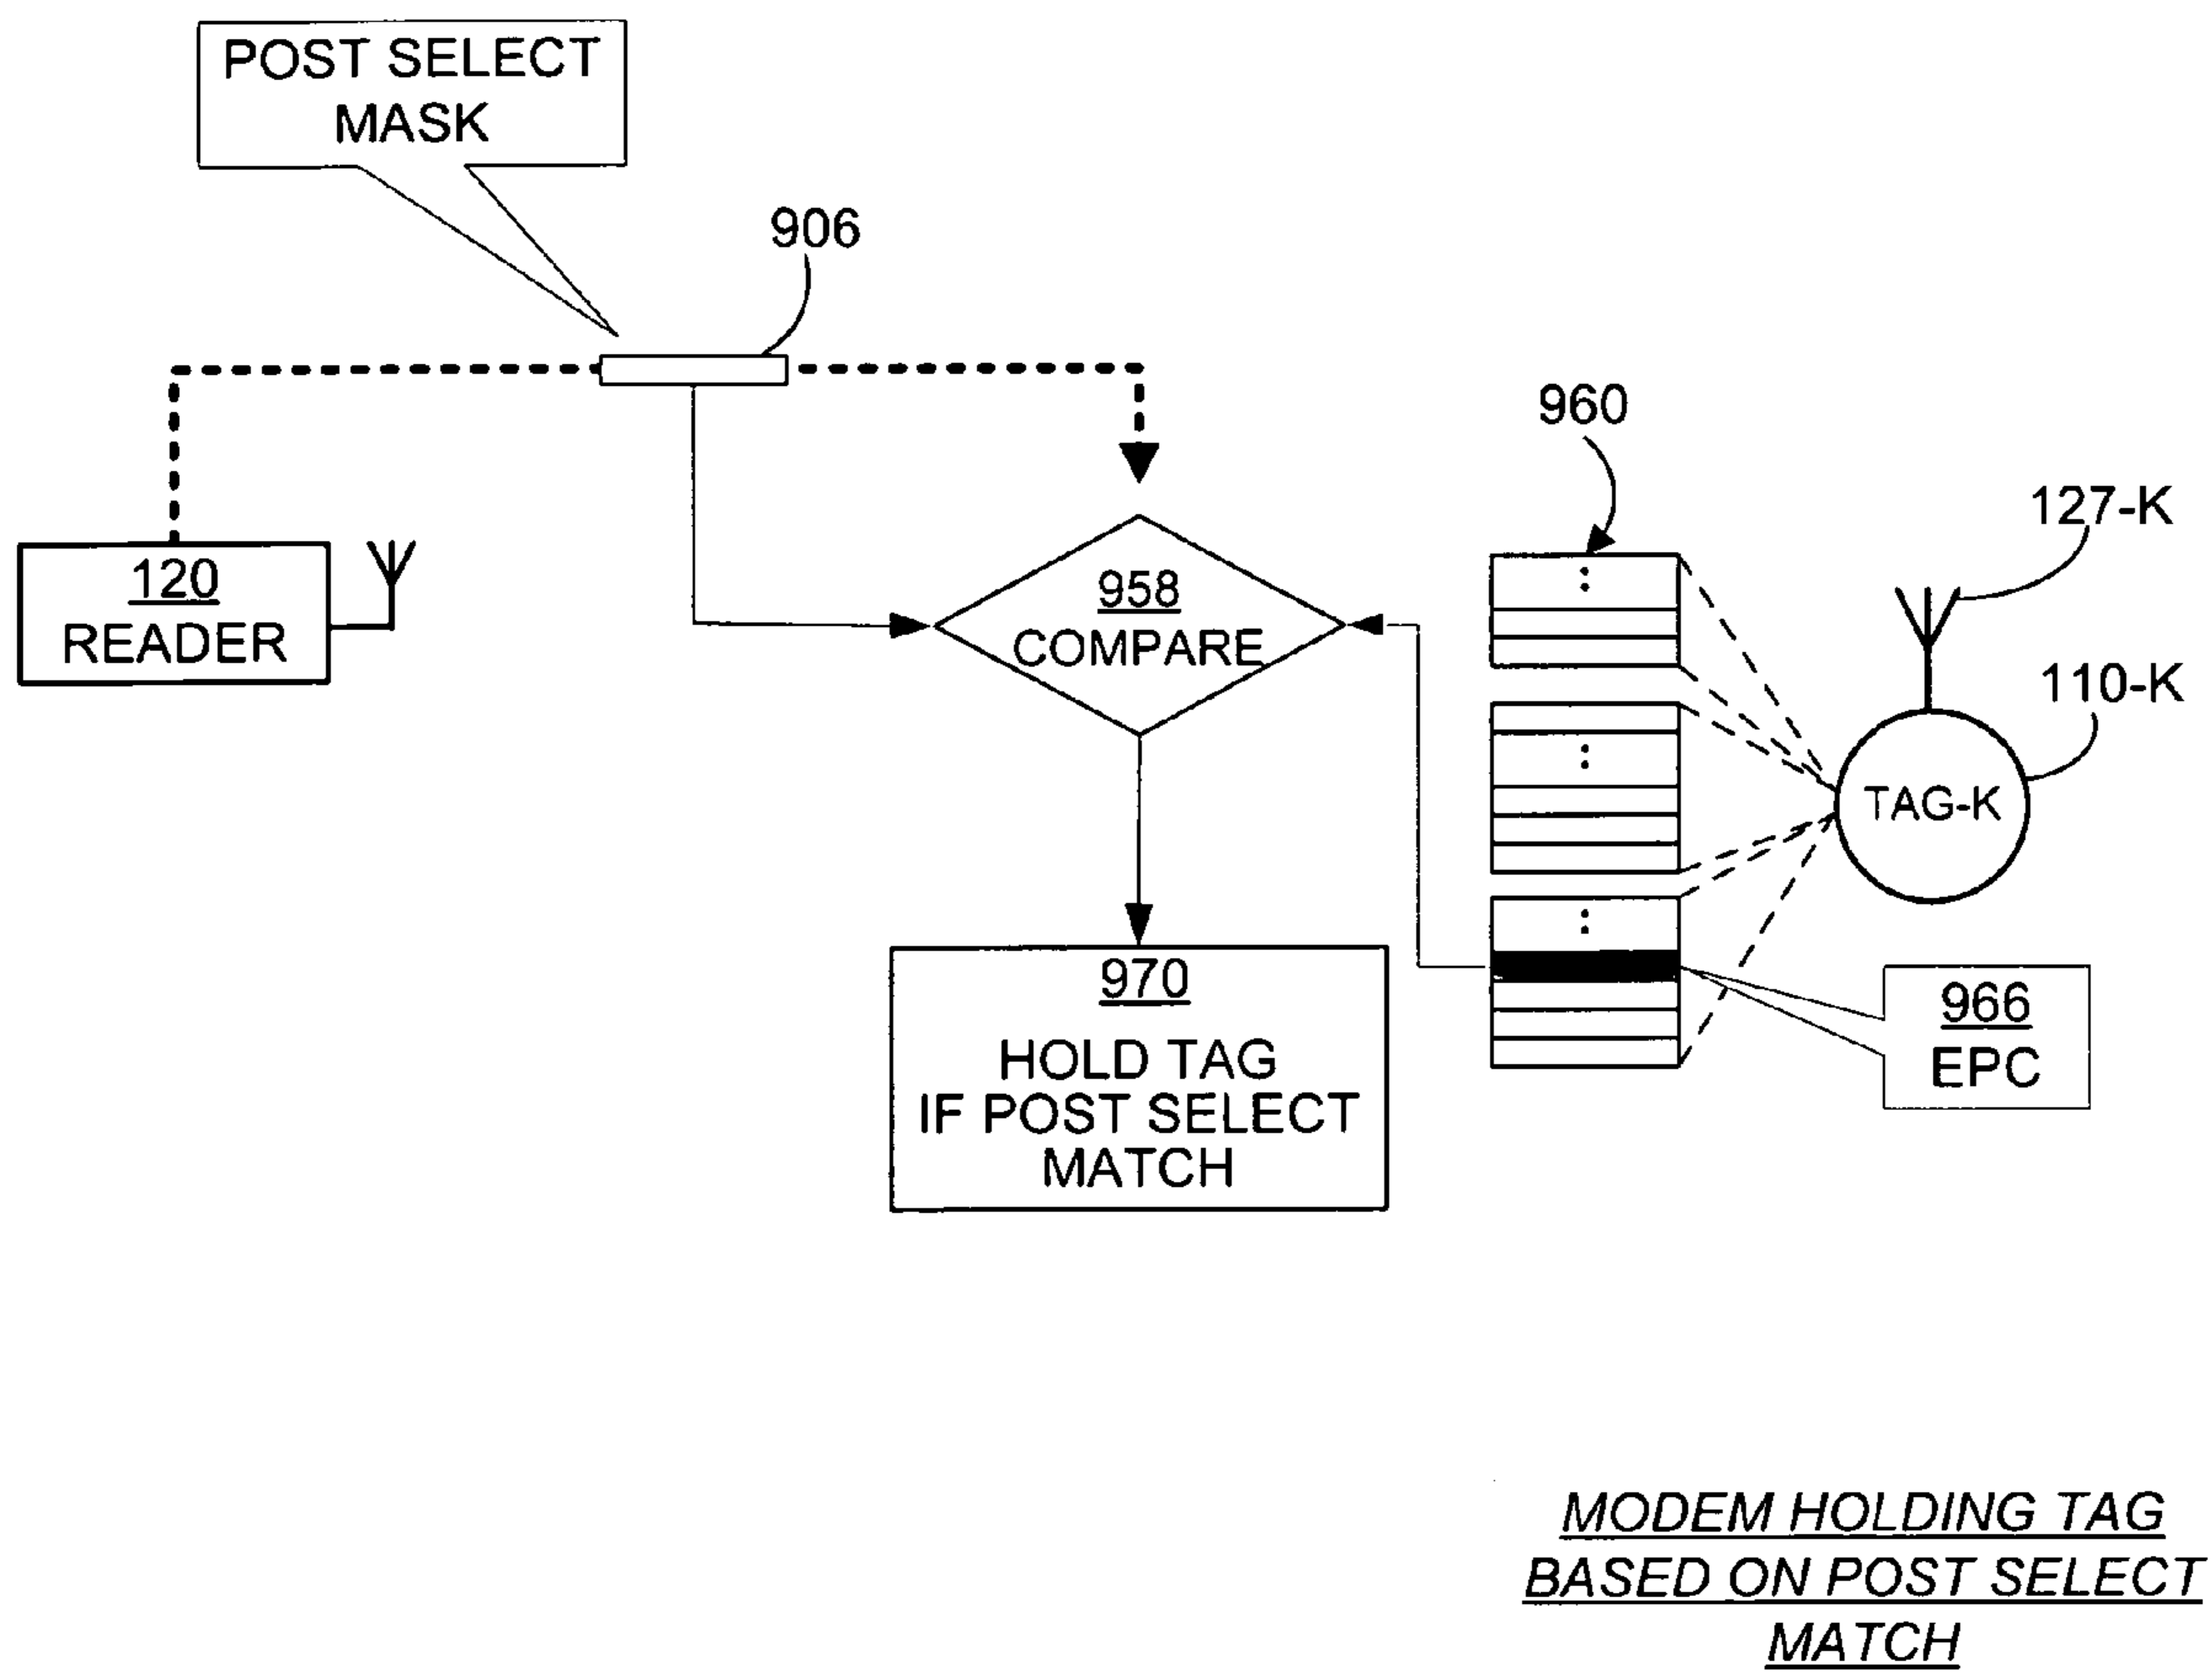 POST SELECT
MASK
906
960
127-K
120
READER
958
COMPARE
110-K
TAG-K
970
HOLD TAG
IF POST SELECT
MATCH
966
EPC
MODEM HOLDING TAG
BASED ON POST SELECT
MATCH